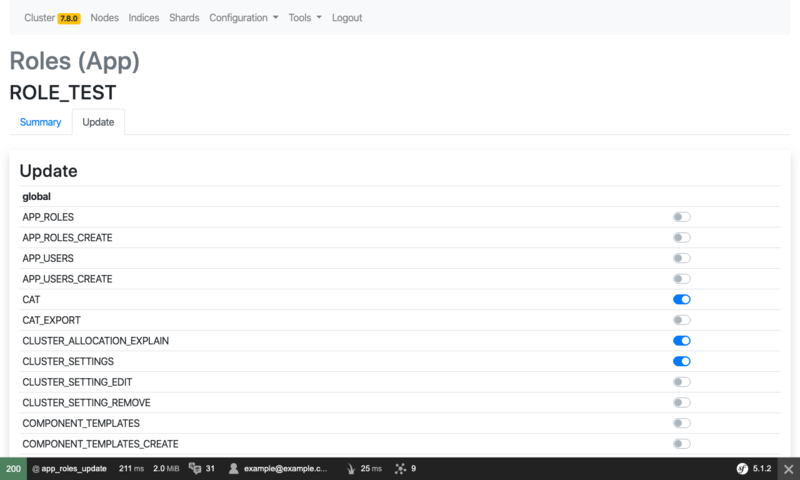 Cluster 7.8.0 Nodes Indices Shards Configuration Tools Logout
Roles (App)
ROLE_TEST
Summary Update
Update
global
APP_ROLES
APP_ROLES_CREATE
APP_USERS
APP_USERS_CREATE
CAT
CAT_EXPORT
CLUSTER_ALLOCATION_EXPLAIN
CLUSTER_SETTINGS
CLUSTER_SETTING_EDIT
CLUSTER_SETTING_REMOVE
COMPONENT_TEMPLATES
COMPONENT_TEMPLATES_CREATE
200 @ app_roles_update 211 ms 2.0 MiB 31 example@example.c... 25 ms 9 sf 5.1.2